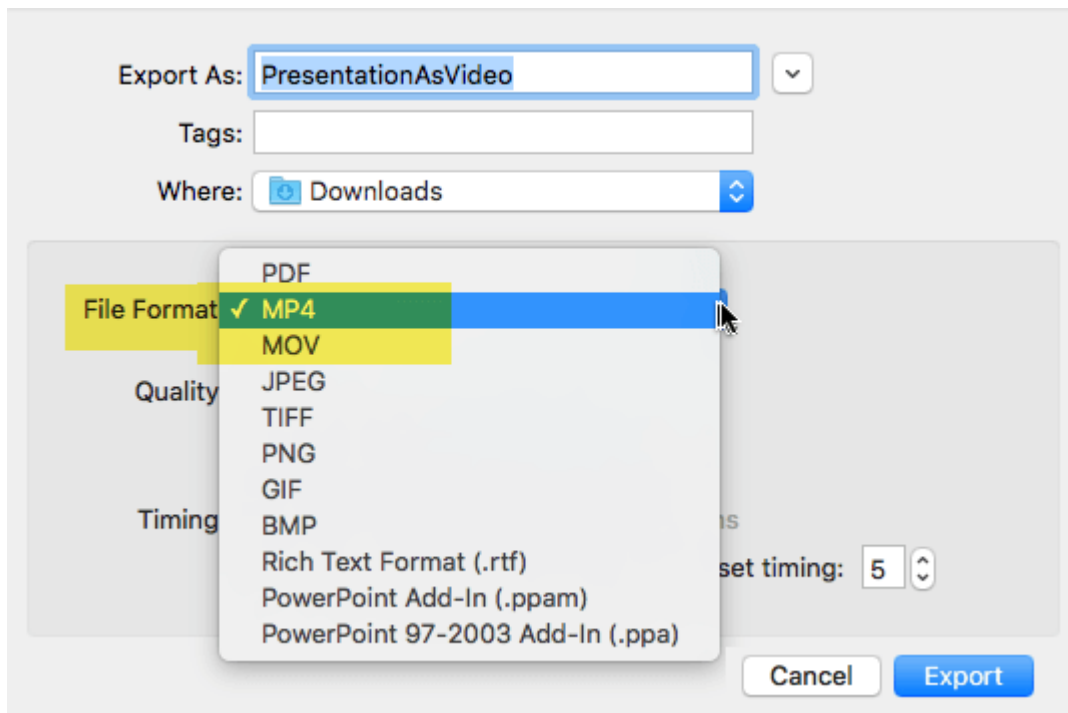 Export As: PresentationAsVideo
Tags:
Where: Downloads
PDF
File Format ✓ MP4
MOV
Quality
JPEG
TIFF
PNG
GIF
Timing
BMP
Rich Text Format (.rtf)
set timing: 5
PowerPoint Add-In (.ppam)
PowerPoint 97-2003 Add-In (.ppa)
Cancel Export